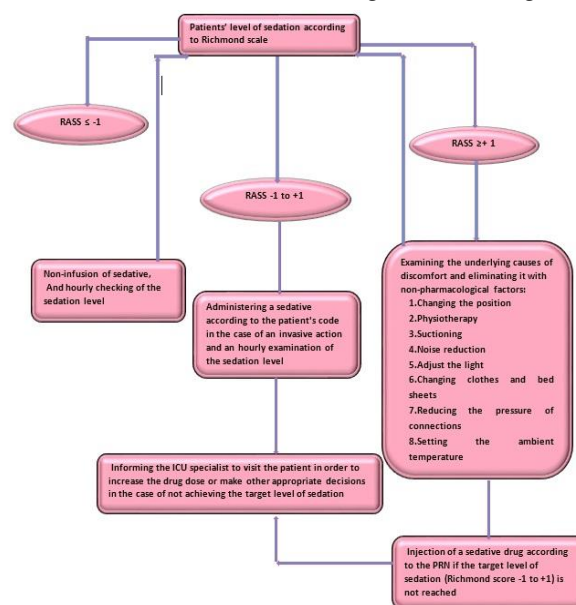 Patients' level of sedation according
to Richmond scale
RASS ≤ -1
RASS ≥+ 1
RASS -1 to +1
Non-infusion of sedative,
And hourly checking of the
sedation level
Administering a sedative
according to the patient's code
in the case of an invasive action
and an hourly examination of
the sedation level
Examining the underlying causes of
discomfort and eliminating it with
non-pharmacological factors:
1.Changing the position
2.Physiotherapy
3.Suctioning
4.Noise reduction
5.Adjust the light
6.Changing clothes and bed
sheets
7.Reducing the pressure of
connections
8.Setting the ambient
temperature
Informing the ICU specialist to visit the patient in order to
increase the drug dose or make other appropriate decisions
in the case of not achieving the target level of sedation
Injection of a sedative drug according
to the PRN if the target level of
sedation (Richmond score -1 to +1) is
not reached